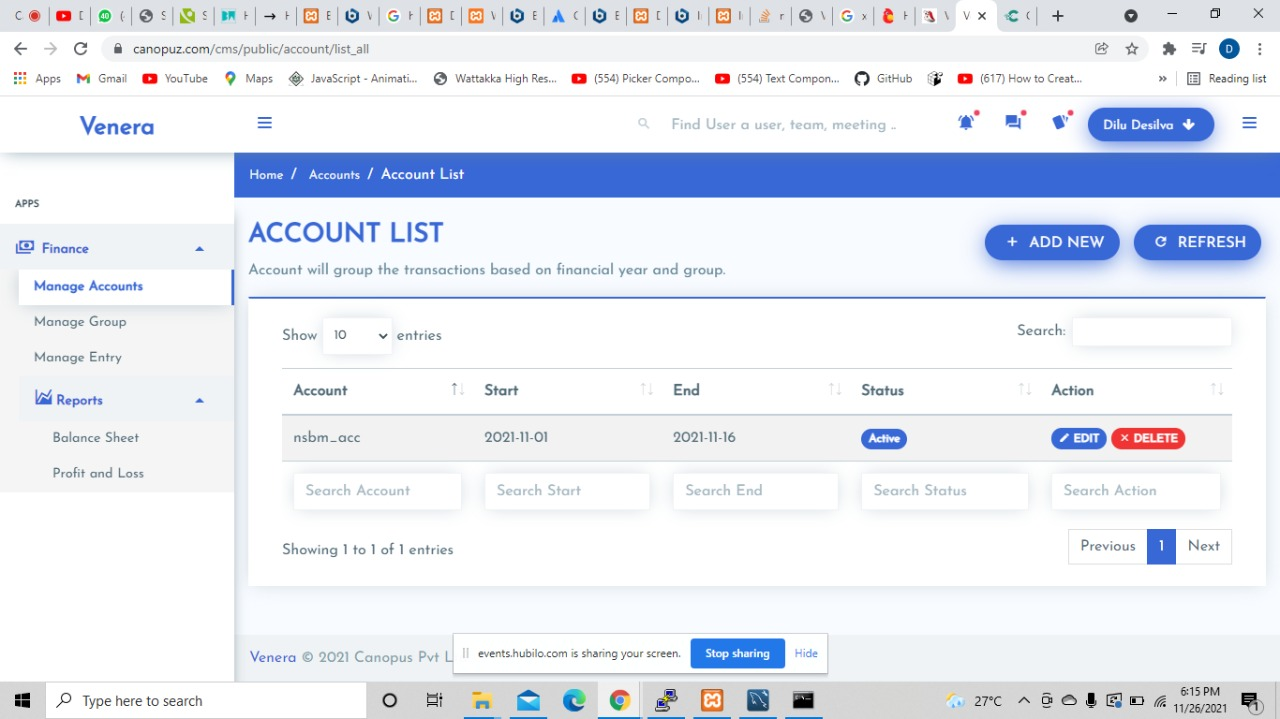 canopuz.com/cms/public/account/list_all
Apps Gmail YouTube Maps JavaScript - Animati... Wattakka High Res... (554) Picker Compo... (554) Text Compon... GitHub (617) How to Creat... » Reading list
Venera Find User a user, team, meeting .. Dilu Desilva
Home / Accounts / Account List
APPS
Finance
Manage Accounts
Manage Group
Manage Entry
Reports
Balance Sheet
Profit and Loss
ACCOUNT LIST
+ ADD NEW REFRESH
Account will group the transactions based on financial year and group.
Show 10 entries Search:
Account Start End Status Action
nsbm_acc 2021-11-01 2021-11-16 Active EDIT × DELETE
Search Account Search Start Search End Search Status Search Action
Showing 1 to 1 of 1 entries Previous 1 Next
Venera © 2021 Canopus Pvt L
events.hubilo.com is sharing your screen. Stop sharing Hide
Type here to search 27°C 6:15 PM
11/26/2021